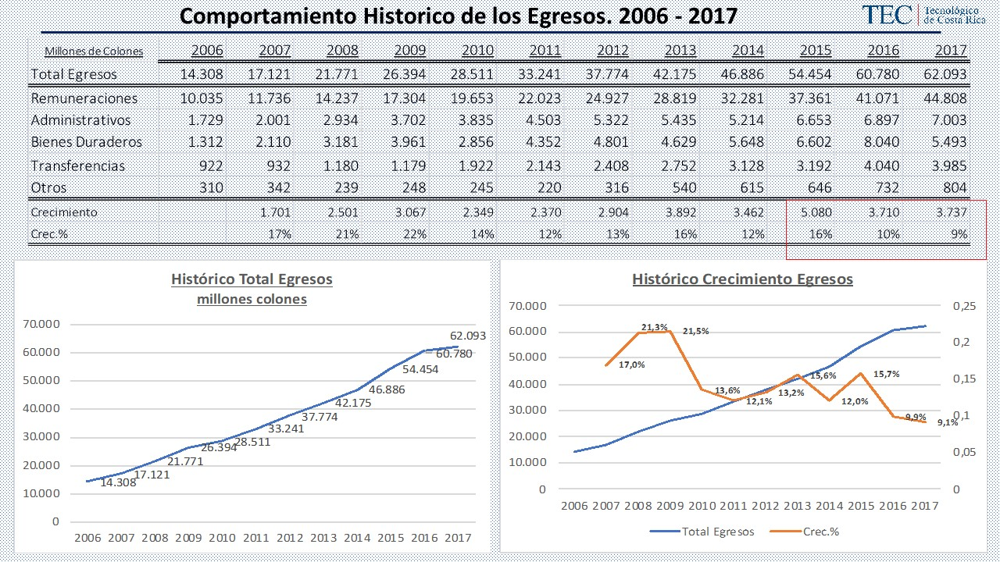 Comportamiento Historico de los Egresos. 2006 - 2017
TEC Tecnológico de Costa Rica
Millones de Colones 2006 2007 2008 2009 2010 2011 2012 2013 2014 2015 2016 2017
Total Egresos 14.308 17.121 21.771 26.394 28.511 33.241 37.774 42.175 46.886 54.454 60.780 62.093
Remuneraciones 10.035 11.736 14.237 17.304 19.653 22.023 24.927 28.819 32.281 37.361 41.071 44.808
Administrativos 1.729 2.001 2.934 3.702 3.835 4.503 5.322 5.435 5.214 6.653 6.897 7.003
Bienes Duraderos 1.312 2.110 3.181 3.961 2.856 4.352 4.801 4.629 5.648 6.602 8.040 5.493
Transferencias 922 932 1.180 1.179 1.922 2.143 2.408 2.752 3.128 3.192 4.040 3.985
Otros 310 342 239 248 245 220 316 540 615 646 732 804
Crecimiento 1.701 2.501 3.067 2.349 2.370 2.904 3.892 3.462 5.080 3.710 3.737
Crec.% 17% 21% 22% 14% 12% 13% 16% 12% 16% 10% 9%
Histórico Total Egresos
millones colones
70.000
60.000
50.000
40.000
30.000
20.000
10.000
0
14.308
17.121
21.771
26.394
28.511
33.241
37.774
42.175
46.886
54.454
60.780
62.093
2006 2007 2008 2009 2010 2011 2012 2013 2014 2015 2016 2017
Histórico Crecimiento Egresos
70.000
60.000
50.000
40.000
30.000
20.000
10.000
0
17,0%
21,3%
21,5%
13,6%
12,1%
13,2%
15,6%
12,0%
15,7%
9,9%
9,1%
0,25
0,2
0,15
0,1
0,05
0
2006 2007 2008 2009 2010 2011 2012 2013 2014 2015 2016 2017
Total Egresos Crec.%